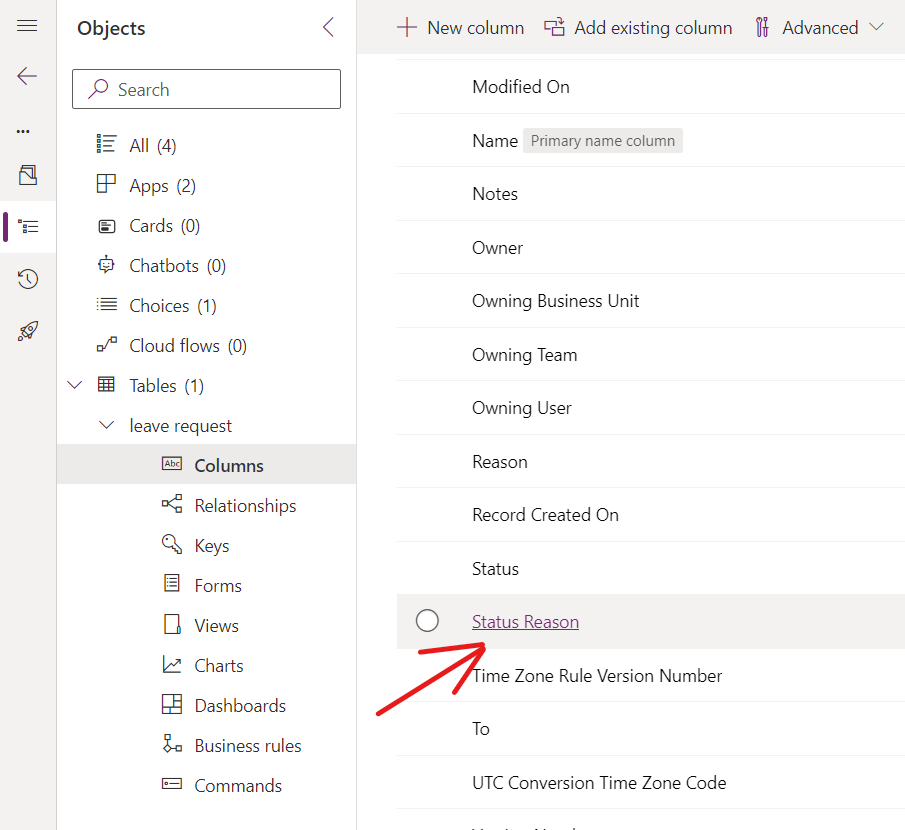 Objects
Search
All (4)
Apps (2)
Cards (0)
Chatbots (0)
Choices (1)
Cloud flows (0)
Tables (1)
leave request
Abc Columns
Relationships
Keys
Forms
Views
Charts
Dashboards
Business rules
Commands
New column Add existing column Advanced
Modified On
Name Primary name column
Notes
Owner
Owning Business Unit
Owning Team
Owning User
Reason
Record Created On
Status
Status Reason
Time Zone Rule Version Number
To
UTC Conversion Time Zone Code